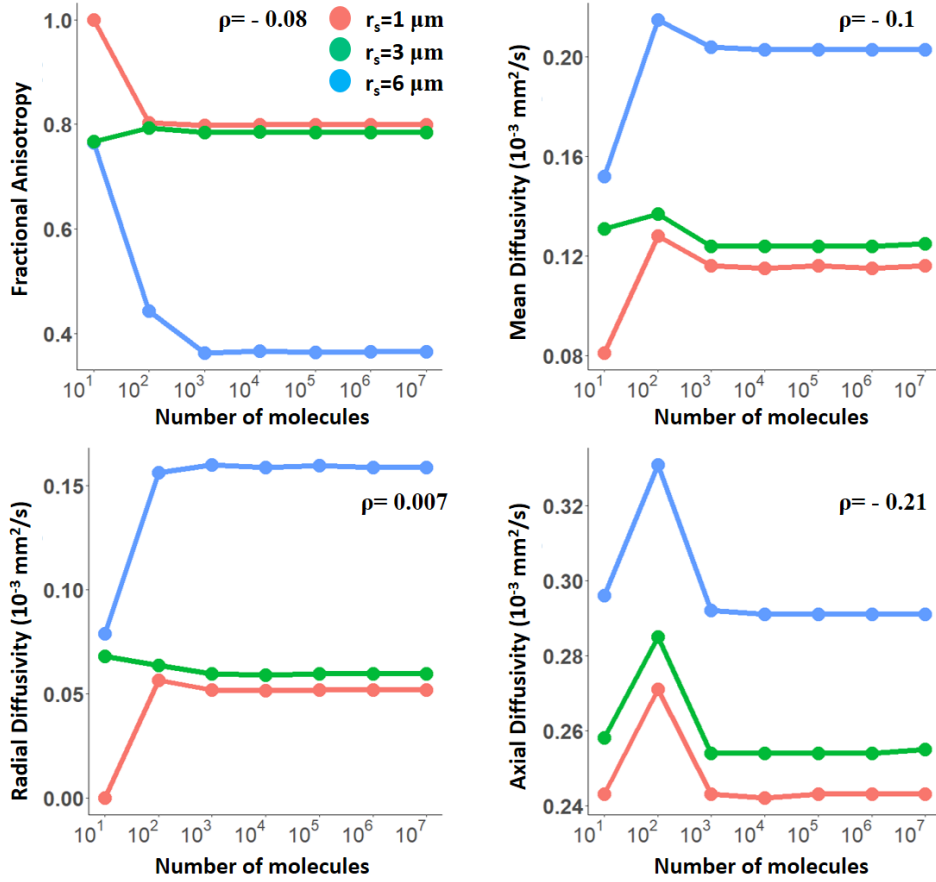 ρ= - 0.08
r_s=1 μm
r_s=3 μm
r_s=6 μm
1.0
0.8
0.6
0.4
Fractional Anisotropy
10¹ 10² 10³ 10⁴ 10⁵ 10⁶ 10⁷
Number of molecules
ρ= - 0.1
0.20
0.16
0.12
0.08
Mean Diffusivity (10⁻³ mm²/s)
10¹ 10² 10³ 10⁴ 10⁵ 10⁶ 10⁷
Number of molecules
ρ= 0.007
0.15
0.10
0.05
0.00
Radial Diffusivity (10⁻³ mm²/s)
10¹ 10² 10³ 10⁴ 10⁵ 10⁶ 10⁷
Number of molecules
ρ= - 0.21
0.32
0.30
0.28
0.26
0.24
Axial Diffusivity (10⁻³ mm²/s)
10¹ 10² 10³ 10⁴ 10⁵ 10⁶ 10⁷
Number of molecules